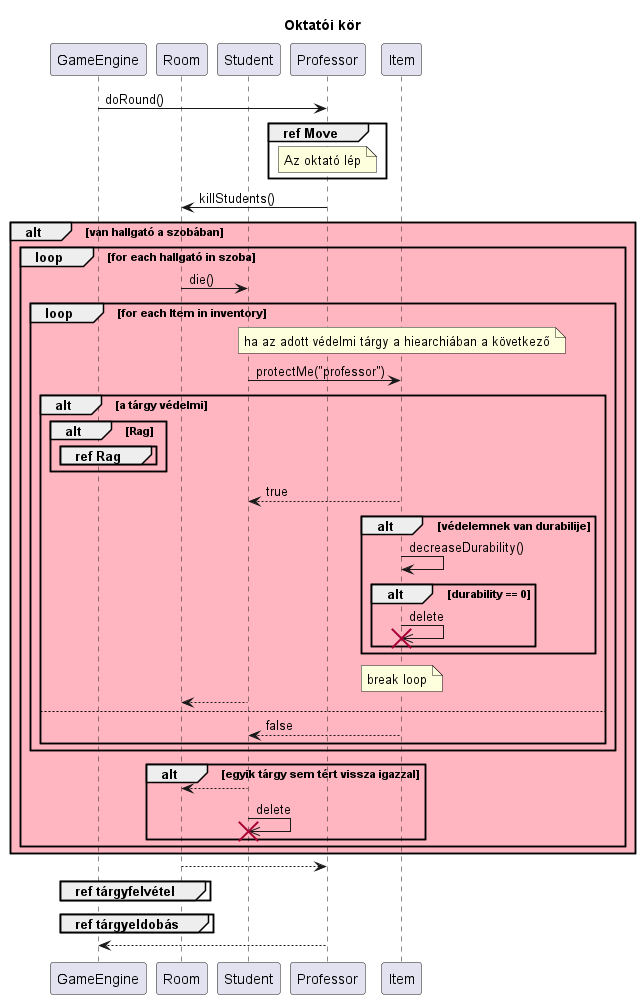 Oktatói kör
GameEngine Room Student Professor Item
doRound()
ref Move
Az oktató lép
killStudents()
alt [van hallgató a szobában]
loop [for each hallgató in szoba]
die()
loop [for each Item in inventory]
ha az adott védelmi tárgy a hiearchiában a következő
protectMe("professor")
alt [a tárgy védelmi]
alt [Rag]
ref Rag
true
alt [védelemnek van durabilije]
decreaseDurability()
alt [durability == 0]
delete
break loop
false
alt [egyik tárgy sem tért vissza igazzal]
delete
ref tárgyfelvétel
ref tárgyeldobás
GameEngine Room Student Professor Item